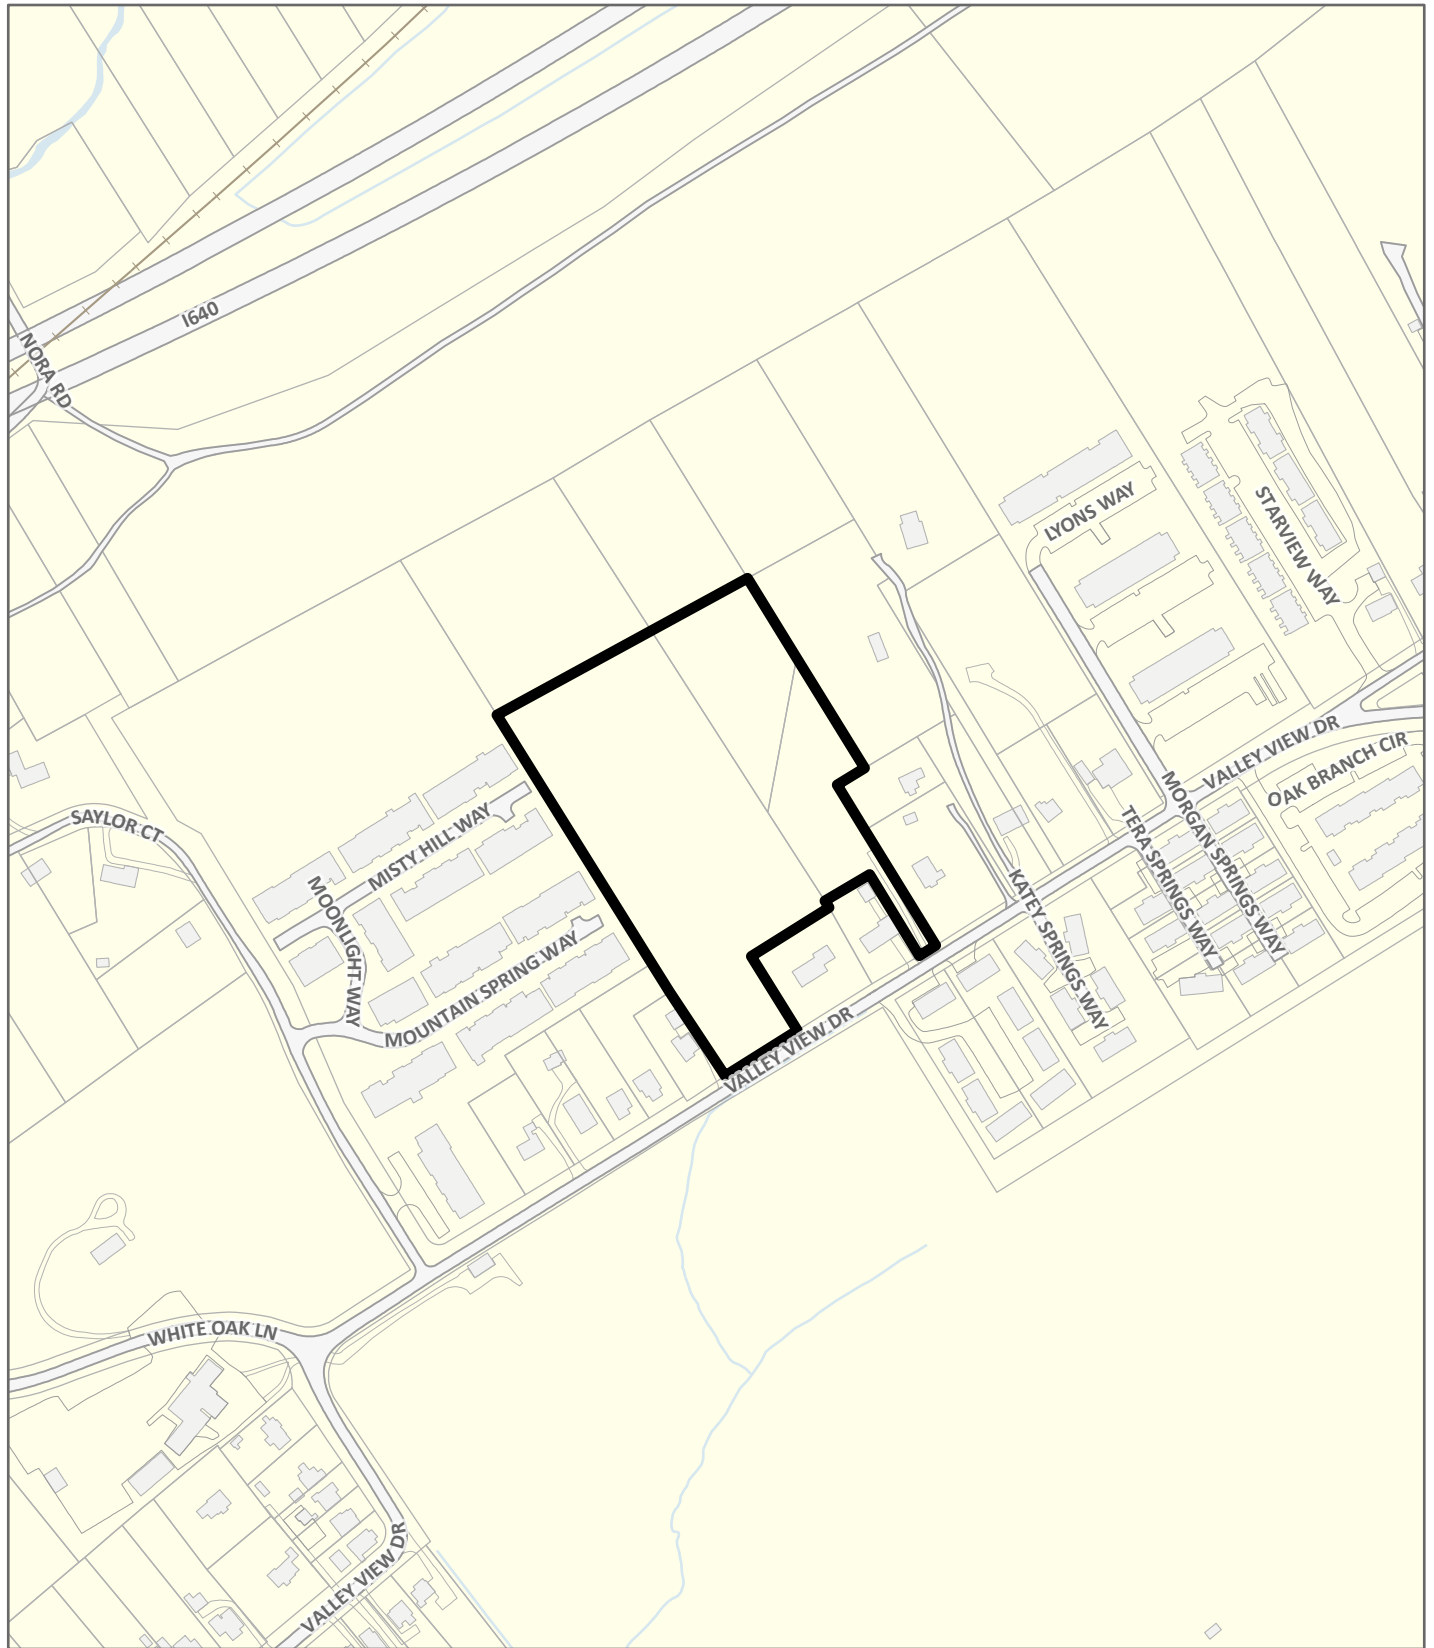 I640
NORA RD
LYONS WAY
STARVIEW WAY
VALLEY VIEW DR
OAK BRANCH CIR
SAYLOR CT
MISTY HILL WAY
MORGAN SPRINGS WAY
TERA SPRINGS WAY
KATEY SPRINGS WAY
MOONLIGHT WAY
MOUNTAIN SPRING WAY
VALLEY VIEW DR
WHITE OAK LN
VALLEY VIEW DR